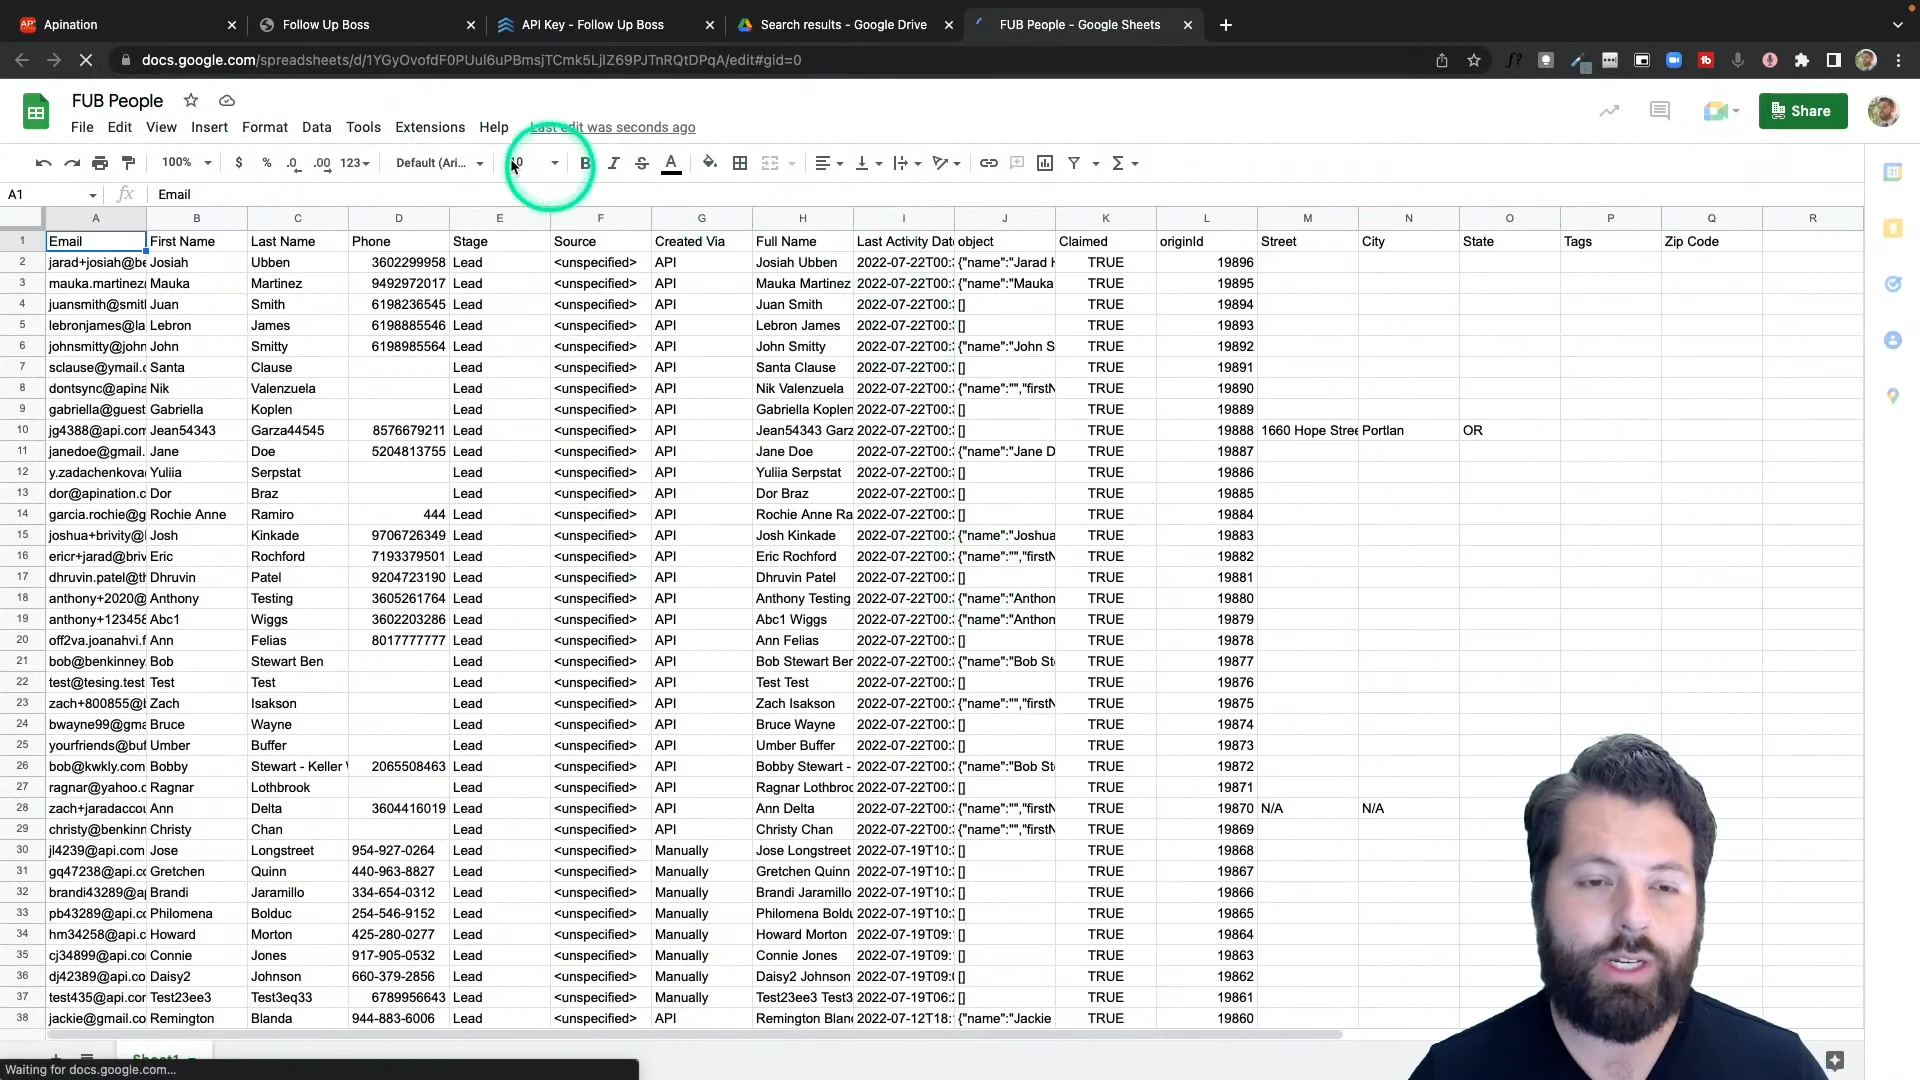 Apination
Follow Up Boss
API Key - Follow Up Boss
Search results - Google Drive
FUB People - Google Sheets
docs.google.com/spreadsheets/d/1YGyOvofdF0PUul6uPBmsjTCmk5LjIZ69PJTnRQtDPqA/edit#gid=0
FUB People
Share
File Edit View Insert Format Data Tools Extensions Help Last edit was seconds ago
100% $ % .0 .00 123 Default (Ari... 10 B I S A
A1 fx Email
A B C D E F G H I J K L M N O P Q R
1 Email First Name Last Name Phone Stage Source Created Via Full Name Last Activity Dat object Claimed originId Street City State Tags Zip Code
2 jarad+josiah@be Josiah Ubben 3602299958 Lead <unspecified> API Josiah Ubben 2022-07-22T00: {"name":"Jarad TRUE 19896
3 mauka.martinez Mauka Martinez 9492972017 Lead <unspecified> API Mauka Martinez 2022-07-22T00: {"name":"Mauka TRUE 19895
4 juansmith@smit Juan Smith 6198236545 Lead <unspecified> API Juan Smith 2022-07-22T00: [] TRUE 19894
5 lebronjames@la Lebron James 6198885546 Lead <unspecified> API Lebron James 2022-07-22T00: [] TRUE 19893
6 johnsmitty@john John Smitty 6198985564 Lead <unspecified> API John Smitty 2022-07-22T00: {"name":"John S TRUE 19892
7 sclause@ymail.c Santa Clause Lead <unspecified> API Santa Clause 2022-07-22T00: [] TRUE 19891
8 dontsync@apina Nik Valenzuela Lead <unspecified> API Nik Valenzuela 2022-07-22T00: {"name":"","firstN TRUE 19890
9 gabriella@guest Gabriella Koplen Lead <unspecified> API Gabriella Koplen 2022-07-22T00: [] TRUE 19889
10 jg4388@api.com Jean54343 Garza44545 8576679211 Lead <unspecified> API Jean54343 Garz 2022-07-22T00: [] TRUE 19888 1660 Hope Stree Portlan OR
11 janedoe@gmail. Jane Doe 5204813755 Lead <unspecified> API Jane Doe 2022-07-22T00: {"name":"Jane D TRUE 19887
12 y.zadachenkova Yuliia Serpstat Lead <unspecified> API Yuliia Serpstat 2022-07-22T00: [] TRUE 19886
13 dor@apination.c Dor Braz Lead <unspecified> API Dor Braz 2022-07-22T00: [] TRUE 19885
14 garcia.rochie@g Rochie Anne Ramiro 444 Lead <unspecified> API Rochie Anne Ra 2022-07-22T00: [] TRUE 19884
15 joshua+brivity@ Josh Kinkade 9706726349 Lead <unspecified> API Josh Kinkade 2022-07-22T00: {"name":"Joshua TRUE 19883
16 ericr+jarad@briv Eric Rochford 7193379501 Lead <unspecified> API Eric Rochford 2022-07-22T00: {"name":"","firstN TRUE 19882
17 dhruvin.patel@th Dhruvin Patel 9204723190 Lead <unspecified> API Dhruvin Patel 2022-07-22T00: [] TRUE 19881
18 anthony+2020@ Anthony Testing 3605261764 Lead <unspecified> API Anthony Testing 2022-07-22T00: {"name":"Anthon TRUE 19880
19 anthony+123458 Abc1 Wiggs 3602203286 Lead <unspecified> API Abc1 Wiggs 2022-07-22T00: {"name":"Anthon TRUE 19879
20 off2va.joanahvi.f Ann Felias 8017777777 Lead <unspecified> API Ann Felias 2022-07-22T00: [] TRUE 19878
21 bob@benkinney. Bob Stewart Ben Lead <unspecified> API Bob Stewart Ben 2022-07-22T00: {"name":"Bob St TRUE 19877
22 test@tesing.test Test Test Lead <unspecified> API Test Test 2022-07-22T00: [] TRUE 19876
23 zach+800855@b Zach Isakson Lead <unspecified> API Zach Isakson 2022-07-22T00: {"name":"","firstN TRUE 19875
24 bwayne99@gma Bruce Wayne Lead <unspecified> API Bruce Wayne 2022-07-22T00: [] TRUE 19874
25 yourfriends@buf Umber Buffer Lead <unspecified> API Umber Buffer 2022-07-22T00: [] TRUE 19873
26 bob@kwkly.com Bobby Stewart - Keller 2065508463 Lead <unspecified> API Bobby Stewart - 2022-07-22T00: {"name":"Bob St TRUE 19872
27 ragnar@yahoo.c Ragnar Lothbrook Lead <unspecified> API Ragnar Lothbroo 2022-07-22T00: [] TRUE 19871
28 zach+jaradaccou Ann Delta 3604416019 Lead <unspecified> API Ann Delta 2022-07-22T00: {"name":"","firstN TRUE 19870 N/A N/A
29 christy@benkinn Christy Chan Lead <unspecified> API Christy Chan 2022-07-22T00: {"name":"","firstN TRUE 19869
30 jl4239@api.com Jose Longstreet 954-927-0264 Lead <unspecified> Manually Jose Longstreet 2022-07-19T10: [] TRUE 19868
31 gq47238@api.cc Gretchen Quinn 440-963-8827 Lead <unspecified> Manually Gretchen Quinn 2022-07-19T10: [] TRUE 19867
32 brandi43289@ap Brandi Jaramillo 334-654-0312 Lead <unspecified> Manually Brandi Jaramillo 2022-07-19T10: [] TRUE 19866
33 pb43289@api.cc Philomena Bolduc 254-546-9152 Lead <unspecified> Manually Philomena Boldu 2022-07-19T10: [] TRUE 19865
34 hm34258@api.c Howard Morton 425-280-0277 Lead <unspecified> Manually Howard Morton 2022-07-19T09: [] TRUE 19864
35 cj34899@api.co Connie Jones 917-905-0532 Lead <unspecified> Manually Connie Jones 2022-07-19T09: [] TRUE 19863
36 dj42389@api.co Daisy2 Johnson 660-379-2856 Lead <unspecified> Manually Daisy2 Johnson 2022-07-19T09: [] TRUE 19862
37 test435@api.com Test23ee3 Test3eq33 6789956643 Lead <unspecified> Manually Test23ee3 Test3 2022-07-19T06: [] TRUE 19861
38 jackie@gmail.co Remington Blanda 944-883-6006 Lead <unspecified> API Remington Blan 2022-07-12T18: {"name":"Jackie TRUE 19860
Sheet1
Waiting for docs.google.com...